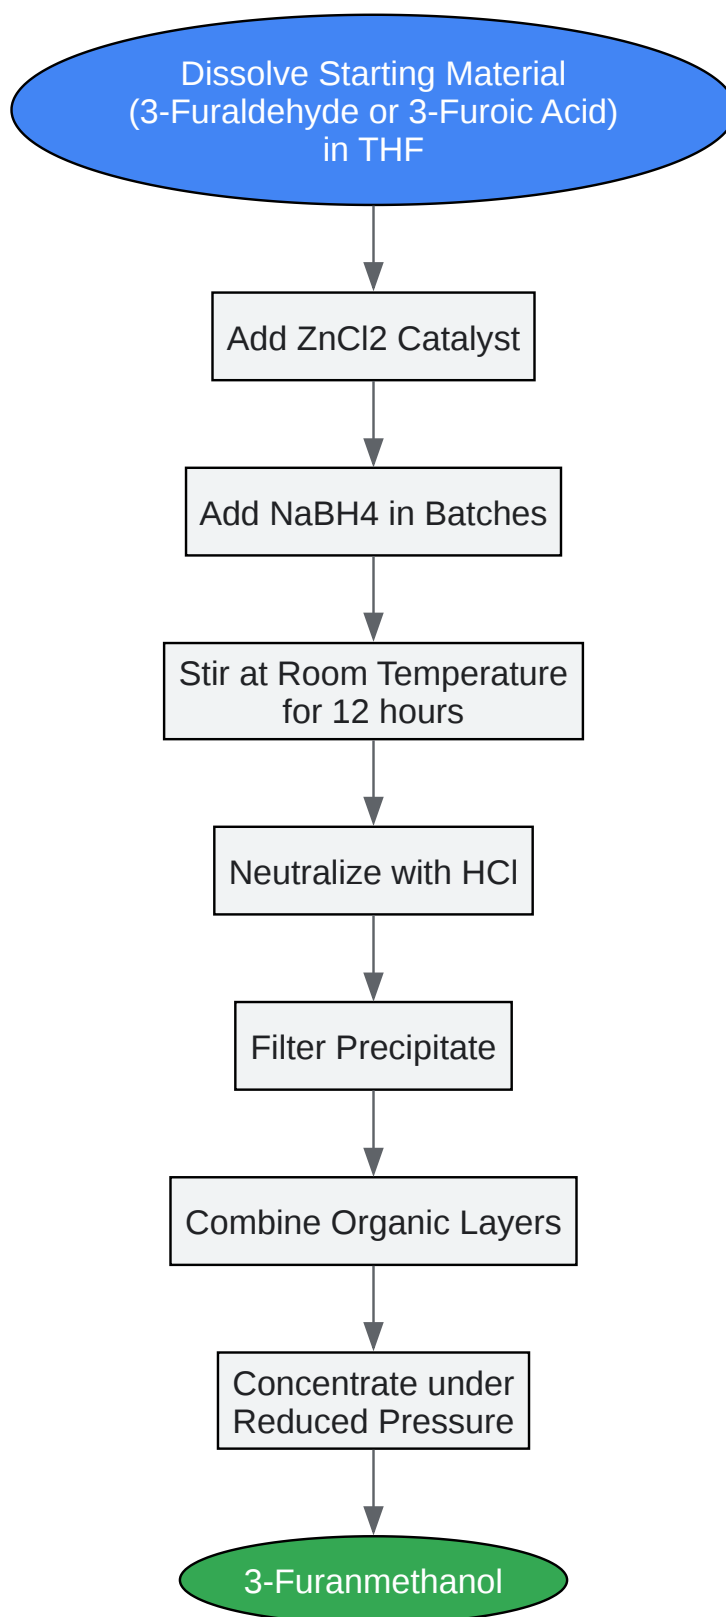 Dissolve Starting Material
(3-Furaldehyde or 3-Furoic Acid)
in THF
Add ZnCl2 Catalyst
Add NaBH4 in Batches
Stir at Room Temperature
for 12 hours
Neutralize with HCl
Filter Precipitate
Combine Organic Layers
Concentrate under
Reduced Pressure
3-Furanmethanol